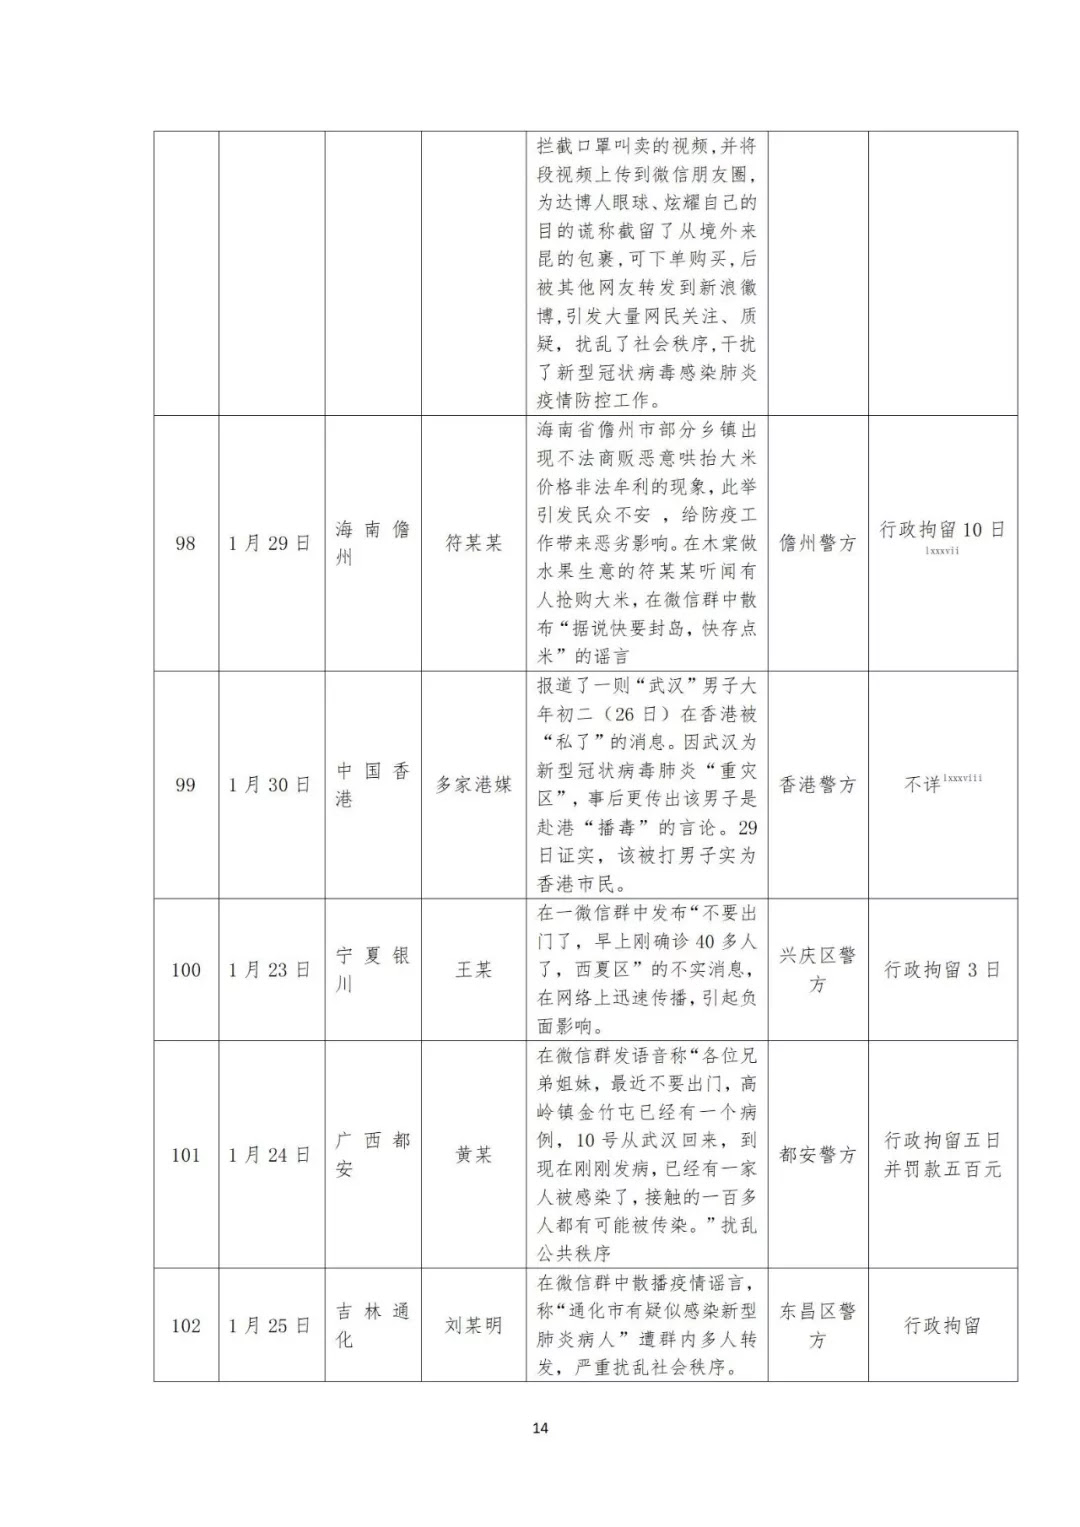 拦截口罩叫卖的视频,并将
段视频上传到微信朋友圈,
为达博人眼球、炫耀自己的
目的谎称截留了从境外来
昆的包裹,可下单购买,后
被其他网友转发到新浪徽
博,引发大量网民关注、质
疑，扰乱了社会秩序,干扰
了新型冠状病毒感染肺炎
疫情防控工作。
98
1月29日
海南儋
州
符某某
海南省儋州市部分乡镇出
现不法商贩恶意哄抬大米
价格非法牟利的现象,此举
引发民众不安 ，给防疫工
作带来恶劣影响。在木棠做
水果生意的符某某听闻有
人抢购大米,在微信群中散
布“据说快要封岛，快存点
米”的谣言
儋州警方
行政拘留10日
lxxxvii
99
1月30日
中国香
港
多家港媒
报道了一则“武汉”男子大
年初二（26日）在香港被
“私了”的消息。因武汉为
新型冠状病毒肺炎“重灾
区”，事后更传出该男子是
赴港“播毒”的言论。29
日证实，该被打男子实为
香港市民。
香港警方
不详lxxxviii
100
1月23日
宁夏银
川
王某
在一微信群中发布“不要出
门了，早上刚确诊40多人
了，西夏区”的不实消息，
在网络上迅速传播,引起负
面影响。
兴庆区警
方
行政拘留3日
101
1月24日
广西都
安
黄某
在微信群发语音称“各位兄
弟姐妹，最近不要出门，高
岭镇金竹屯已经有一个病
例，10号从武汉回来，到
现在刚刚发病,已经有一家
人被感染了,接触的一百多
人都有可能被传染。”扰乱
公共秩序
都安警方
行政拘留五日
并罚款五百元
102
1月25日
吉林通
化
刘某明
在微信群中散播疫情谣言，
称“通化市有疑似感染新型
肺炎病人”遭群内多人转
发，严重扰乱社会秩序。
东昌区警
方
行政拘留
14